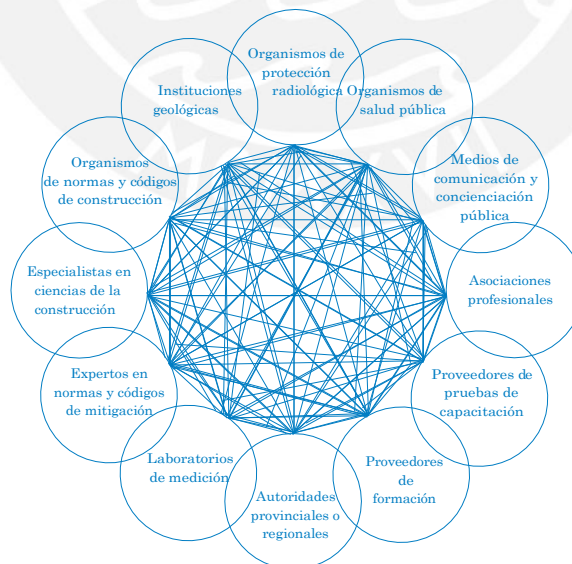 Organismos de
protección
radiológica
Organismos de
salud pública
Medios de
comunicación y
concienciación
pública
Asociaciones
profesionales
Proveedores de
pruebas de
capacitación
Proveedores
de
formación
Autoridades
provinciales o
regionales
Laboratorios
de medición
Expertos en
normas y códigos
de mitigación
Especialistas en
ciencias de la
construcción
Organismos
de normas y códigos
de construcción
Instituciones
geológicas